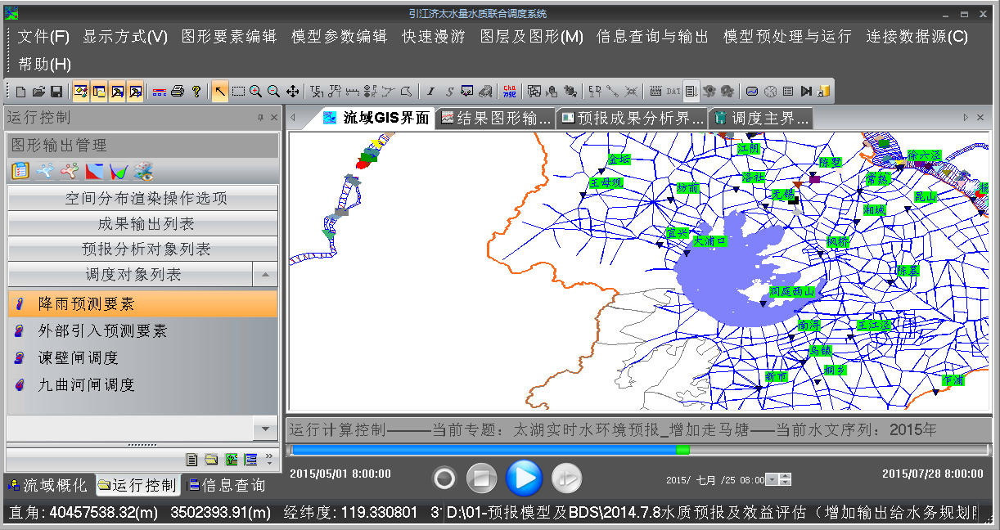 引江济太水量水质联合调度系统
文件(F) 显示方式(V) 图形要素编辑 模型参数编辑 快速漫游 图层及图形(M) 信息查询与输出 模型预处理与运行 连接数据源(C)
帮助(H)
运行控制
流域GIS界面 结果图形输... 预报成果分析界... 调度主界...
图形输出管理
空间分布渲染操作选项
成果输出列表
预报分析对象列表
调度对象列表
降雨预测要素
外部引入预测要素
谏壁闸调度
九曲河闸调度
江阴
徐六泾
金坛
陈墅
王母观
洛社
常熟
坊前
无锡
昆山
湘城
宜兴
大浦口
枫桥
陈墓
洞庭西山
南浔
王江泾
乌镇
桐乡
新市
乍浦
运行计算控制———当前专题：太湖实时水环境预报_增加走马塘——当前水文序列：2015年
2015/05/01 8:00:00
2015/ 七月 /25 08:00
2015/07/28 8:00:00
流域概化 运行控制 信息查询
直角: 40457538.32(m) 3502393.91(m) 经纬度: 119.330801 D:\01-预报模型及BDS\2014.7.8水质预报及效益评估（增加输出给水务规划